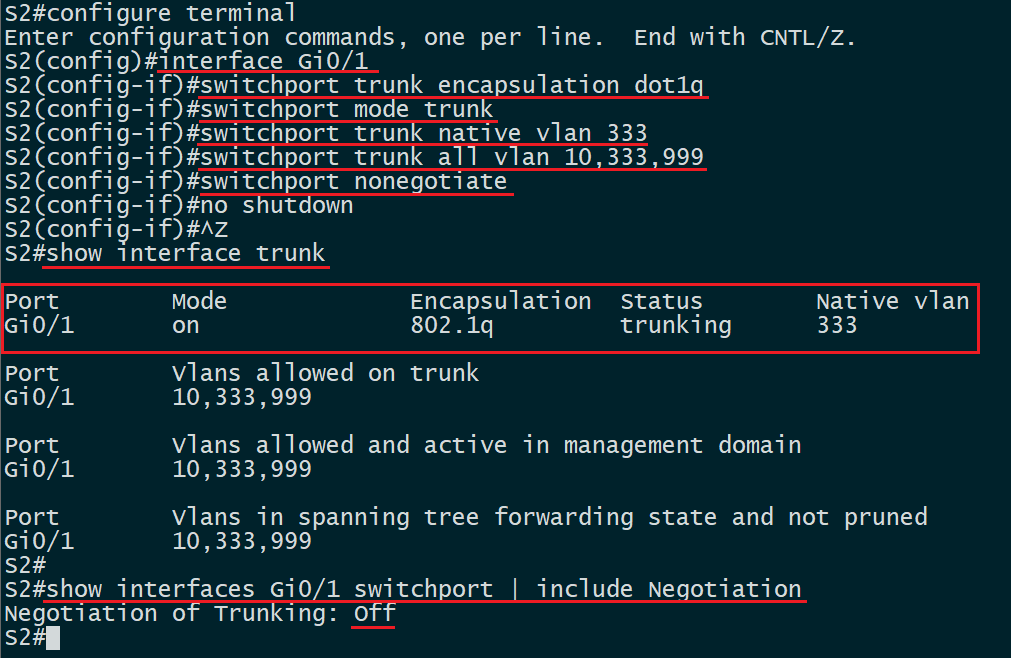 S2#configure terminal
Enter configuration commands, one per line.  End with CNTL/Z.
S2(config)#interface Gi0/1
S2(config-if)#switchport trunk encapsulation dot1q
S2(config-if)#switchport mode trunk
S2(config-if)#switchport trunk native vlan 333
S2(config-if)#switchport trunk all vlan 10,333,999
S2(config-if)#switchport nonegotiate
S2(config-if)#no shutdown
S2(config-if)#^Z
S2#show interface trunk
Port        Mode             Encapsulation  Status        Native vlan
Gi0/1       on               802.1q         trunking      333
Port        Vlans allowed on trunk
Gi0/1       10,333,999
Port        Vlans allowed and active in management domain
Gi0/1       10,333,999
Port        Vlans in spanning tree forwarding state and not pruned
Gi0/1       10,333,999
S2#
S2#show interfaces Gi0/1 switchport | include Negotiation
Negotiation of Trunking: Off
S2#